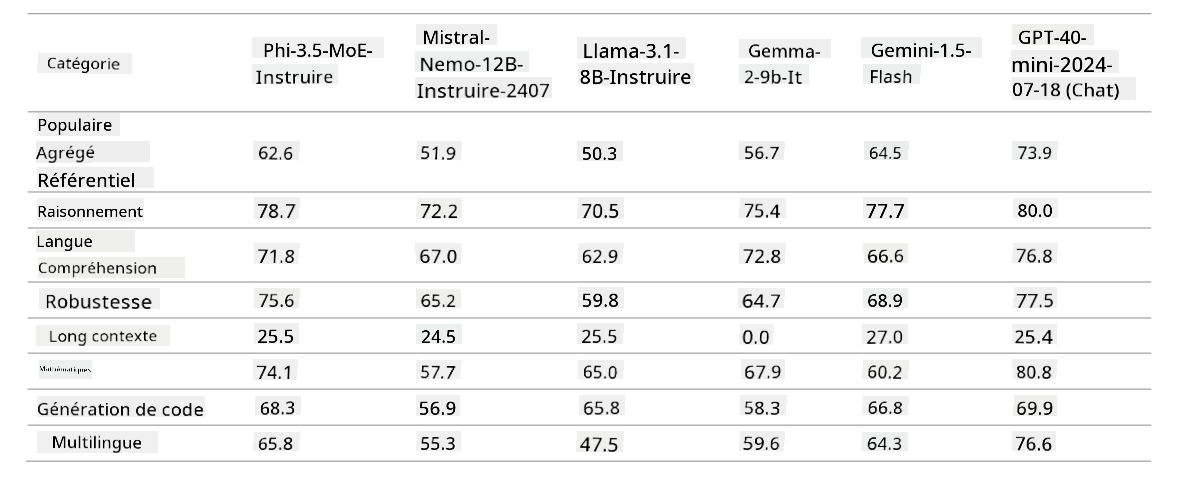 Catégorie Phi-3.5-MoE-Instruire Mistral-Nemo-12B-Instruire-2407 Llama-3.1-8B-Instruire Gemma-2-9b-It Gemini-1.5-Flash GPT-40-mini-2024-07-18 (Chat)
Populaire
Agrégé 62.6 51.9 50.3 56.7 64.5 73.9
Référentiel
Raisonnement 78.7 72.2 70.5 75.4 77.7 80.0
Langue
Compréhension 71.8 67.0 62.9 72.8 66.6 76.8
Robustesse 75.6 65.2 59.8 64.7 68.9 77.5
Long contexte 25.5 24.5 25.5 0.0 27.0 25.4
Mathématiques 74.1 57.7 65.0 67.9 60.2 80.8
Génération de code 68.3 56.9 65.8 58.3 66.8 69.9
Multilingue 65.8 55.3 47.5 59.6 64.3 76.6